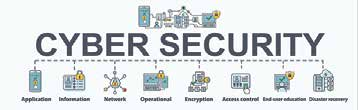 CYBER SECURITY
Application Information Network Operational Encryption Access control End-user education Disaster recovery